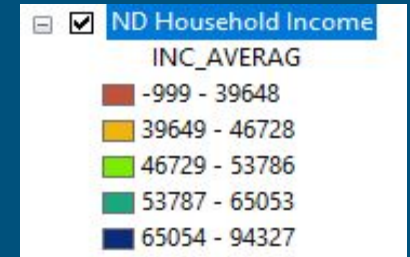 ND Household Income
INC_AVERAG
-999 - 39648
39649 - 46728
46729 - 53786
53787 - 65053
65054 - 94327